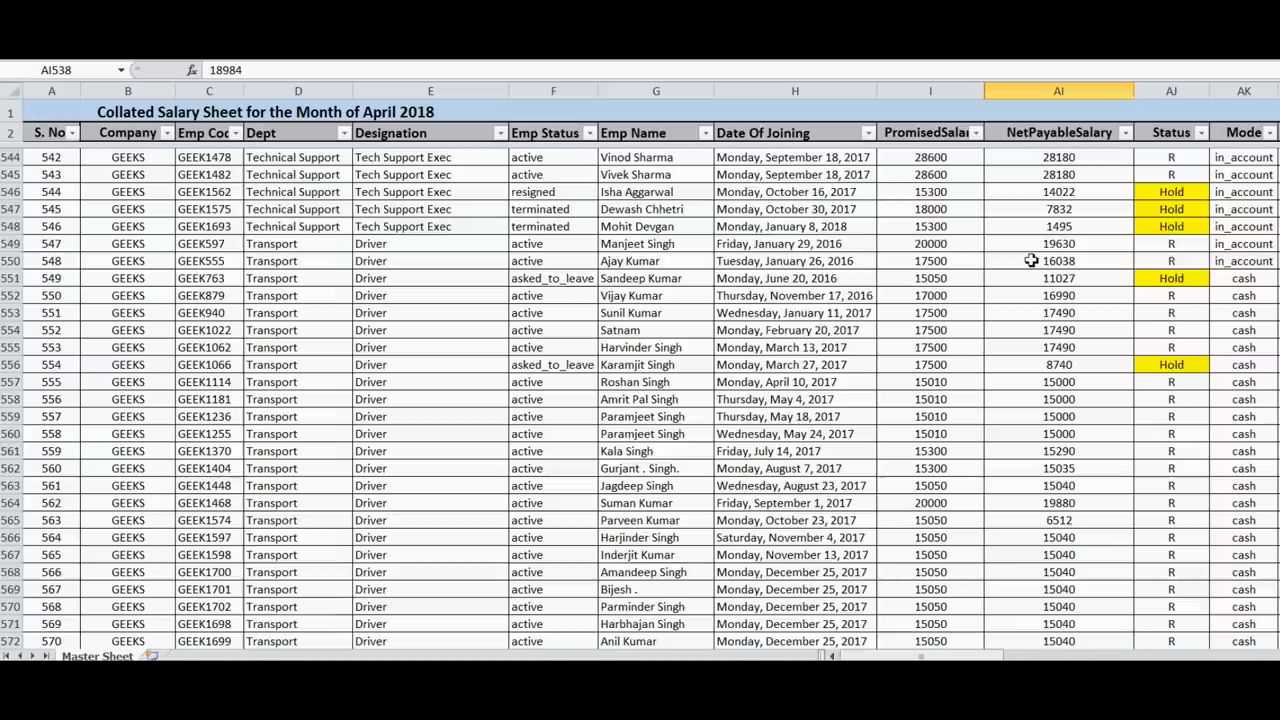 AI538 fx 18984
A B C D E F G H I AI AJ AK
1 Collated Salary Sheet for the Month of April 2018
2 S. No Company Emp Cod Dept Designation Emp Status Emp Name Date Of Joining PromisedSalar NetPayableSalary Status Mode
544 542 GEEKS GEEK1478 Technical Support Tech Support Exec active Vinod Sharma Monday, September 18, 2017 28600 28180 R in_account
545 543 GEEKS GEEK1482 Technical Support Tech Support Exec active Vivek Sharma Monday, September 18, 2017 28600 28180 R in_account
546 544 GEEKS GEEK1562 Technical Support Tech Support Exec resigned Isha Aggarwal Monday, October 16, 2017 15300 14022 Hold in_account
547 545 GEEKS GEEK1575 Technical Support Tech Support Exec terminated Dewash Chhetri Monday, October 30, 2017 18000 7832 Hold in_account
548 546 GEEKS GEEK1693 Technical Support Tech Support Exec terminated Mohit Devgan Monday, January 8, 2018 15300 1495 Hold in_account
549 547 GEEKS GEEK597 Transport Driver active Manjeet Singh Friday, January 29, 2016 20000 19630 R in_account
550 548 GEEKS GEEK555 Transport Driver active Ajay Kumar Tuesday, January 26, 2016 17500 16038 R in_account
551 549 GEEKS GEEK763 Transport Driver asked_to_leave Sandeep Kumar Monday, June 20, 2016 15050 11027 Hold cash
552 550 GEEKS GEEK879 Transport Driver active Vijay Kumar Thursday, November 17, 2016 17000 16990 R cash
553 551 GEEKS GEEK940 Transport Driver active Sunil Kumar Wednesday, January 11, 2017 17500 17490 R cash
554 552 GEEKS GEEK1022 Transport Driver active Satnam Monday, February 20, 2017 17500 17490 R cash
555 553 GEEKS GEEK1062 Transport Driver active Harvinder Singh Monday, March 13, 2017 17500 17490 R cash
556 554 GEEKS GEEK1066 Transport Driver asked_to_leave Karamjit Singh Monday, March 27, 2017 17500 8740 Hold cash
557 555 GEEKS GEEK1114 Transport Driver active Roshan Singh Monday, April 10, 2017 15010 15000 R cash
558 556 GEEKS GEEK1181 Transport Driver active Amrit Pal Singh Thursday, May 4, 2017 15010 15000 R cash
559 557 GEEKS GEEK1236 Transport Driver active Paramjeet Singh Thursday, May 18, 2017 15010 15000 R cash
560 558 GEEKS GEEK1255 Transport Driver active Paramjeet Singh Wednesday, May 24, 2017 15010 15000 R cash
561 559 GEEKS GEEK1370 Transport Driver active Kala Singh Friday, July 14, 2017 15300 15290 R cash
562 560 GEEKS GEEK1404 Transport Driver active Gurjant . Singh. Monday, August 7, 2017 15300 15035 R cash
563 561 GEEKS GEEK1448 Transport Driver active Jagdeep Singh Wednesday, August 23, 2017 15050 15040 R cash
564 562 GEEKS GEEK1468 Transport Driver active Suman Kumar Friday, September 1, 2017 20000 19880 R cash
565 563 GEEKS GEEK1574 Transport Driver active Parveen Kumar Monday, October 23, 2017 15050 6512 R cash
566 564 GEEKS GEEK1597 Transport Driver active Harjinder Singh Saturday, November 4, 2017 15050 15040 R cash
567 565 GEEKS GEEK1598 Transport Driver active Inderjit Kumar Monday, November 13, 2017 15050 15040 R cash
568 566 GEEKS GEEK1700 Transport Driver active Amandeep Singh Monday, December 25, 2017 15050 15040 R cash
569 567 GEEKS GEEK1701 Transport Driver active Bijesh . Monday, December 25, 2017 15050 15040 R cash
570 568 GEEKS GEEK1702 Transport Driver active Parminder Singh Monday, December 25, 2017 15050 15040 R cash
571 569 GEEKS GEEK1698 Transport Driver active Harbhajan Singh Monday, December 25, 2017 15050 15040 R cash
572 570 GEEKS GEEK1699 Transport Driver active Anil Kumar Monday, December 25, 2017 15050 15040 R cash
Master Sheet